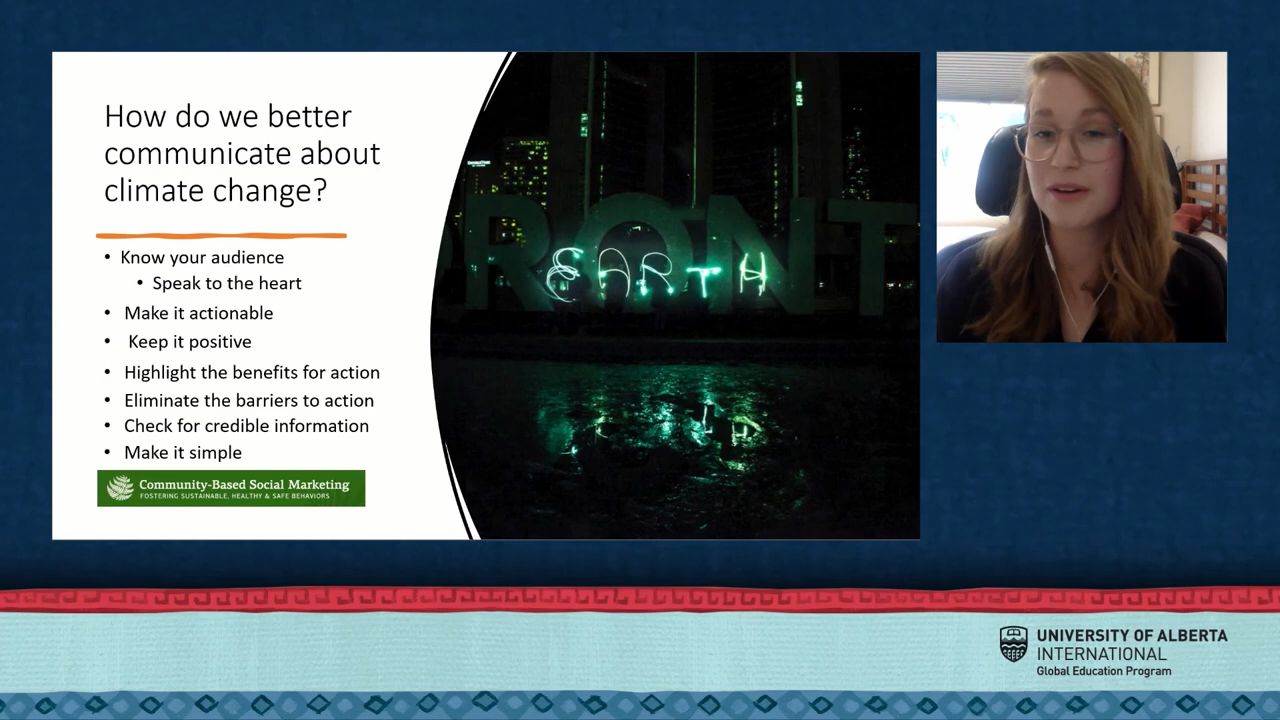 How do we better
communicate about
climate change?
• Know your audience
• Speak to the heart
• Make it actionable
• Keep it positive
• Highlight the benefits for action
• Eliminate the barriers to action
• Check for credible information
• Make it simple
Community-Based Social Marketing
FOSTERING SUSTAINABLE, HEALTHY & SAFE BEHAVIORS
RONT
EARTH
UNIVERSITY OF ALBERTA
INTERNATIONAL
Global Education Program